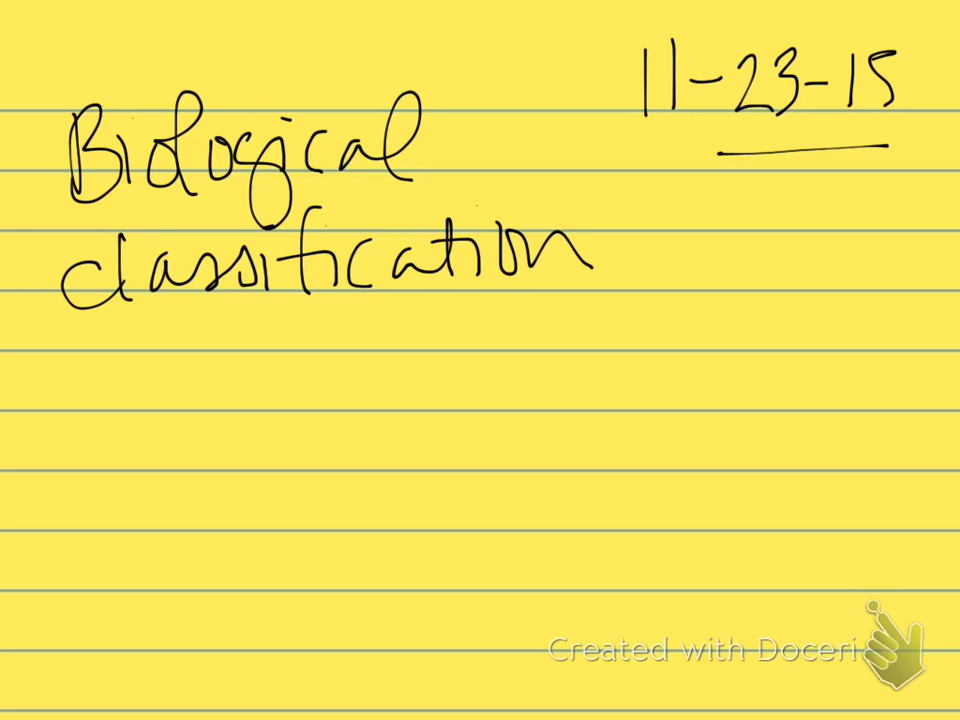 11-23-15
Biological
classification
Created with Doceri